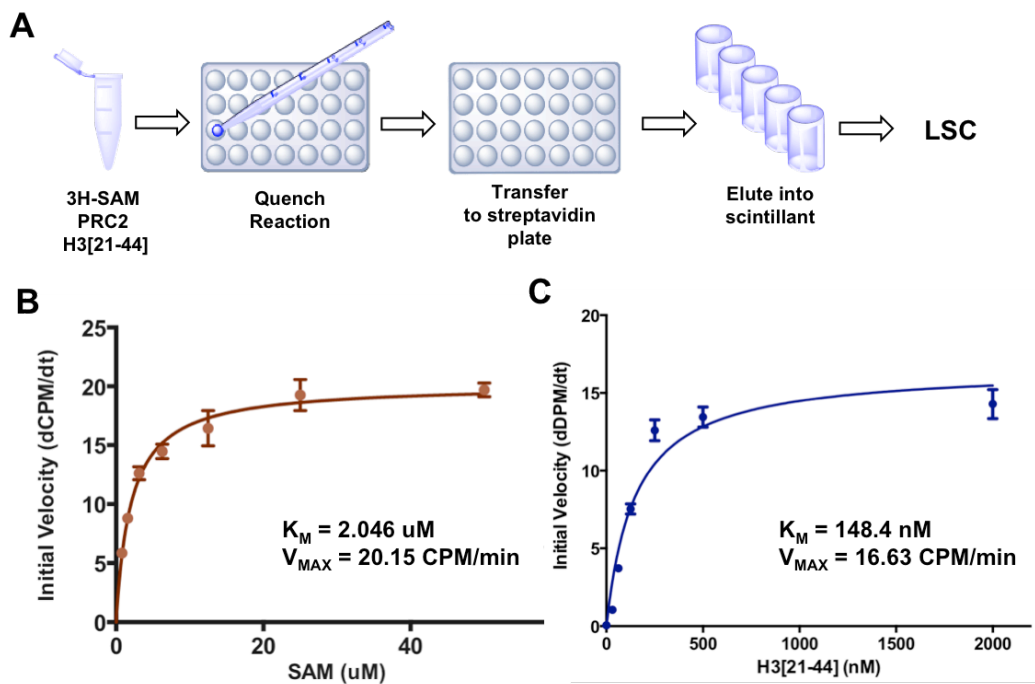 A
3H-SAM
PRC2
H3[21-44]
Quench
Reaction
Transfer
to streptavidin
plate
Elute into
scintillant
LSC
B
Initial Velocity (dCPM/dt)
25
20
15
10
5
0
0
20
40
SAM (uM)
KM = 2.046 uM
VMAX = 20.15 CPM/min
C
Initial Velocity (dDPM/dt)
20
15
10
5
0
0
500
1000
1500
2000
H3[21-44] (nM)
KM = 148.4 nM
VMAX = 16.63 CPM/min